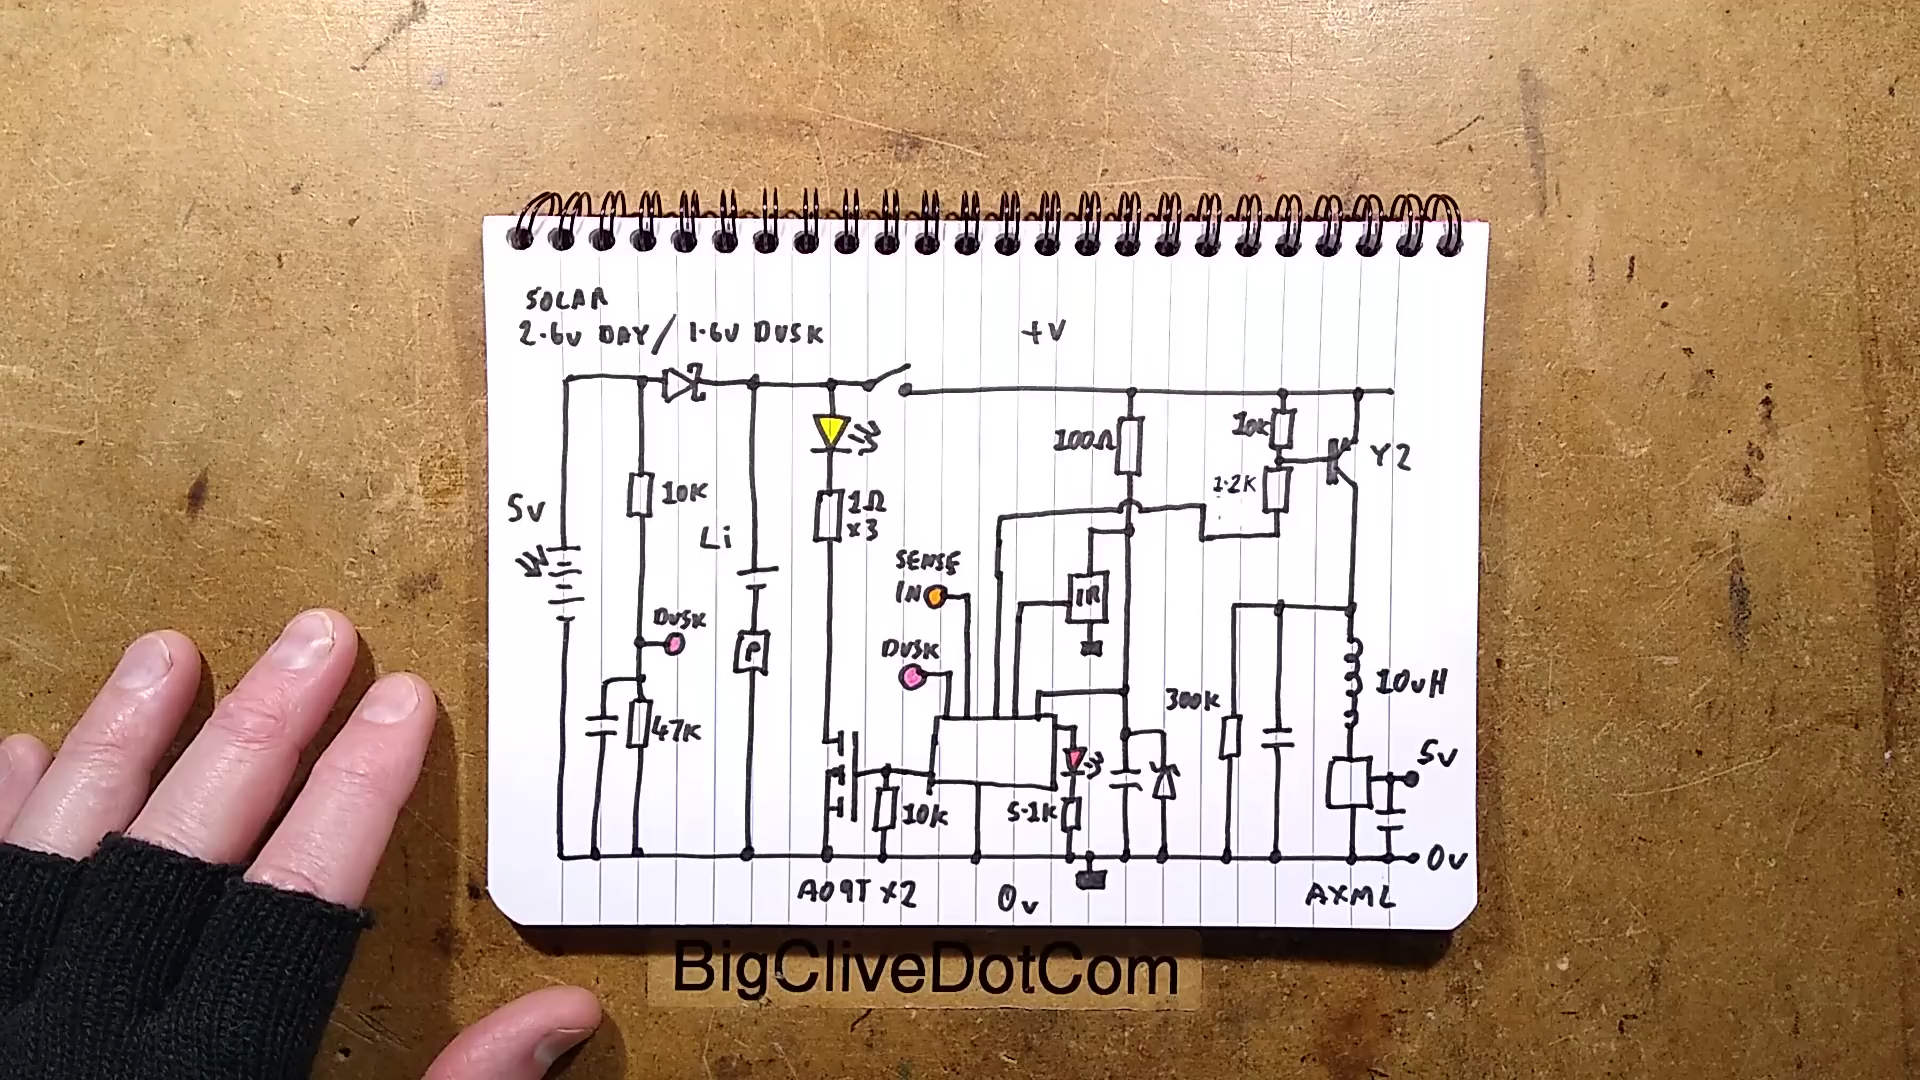 SOLAR
2.6V DAY / 1.6V DUSK
+V
5V
10K
Li
1Ω
x3
100Ω
10K
Y2
1.2K
SENSE
IN
IR
DUSK
P
DUSK
47K
300K
10uH
5V
10K
5.1K
0V
A09T X2
0V
AXML
BigCliveDotCom